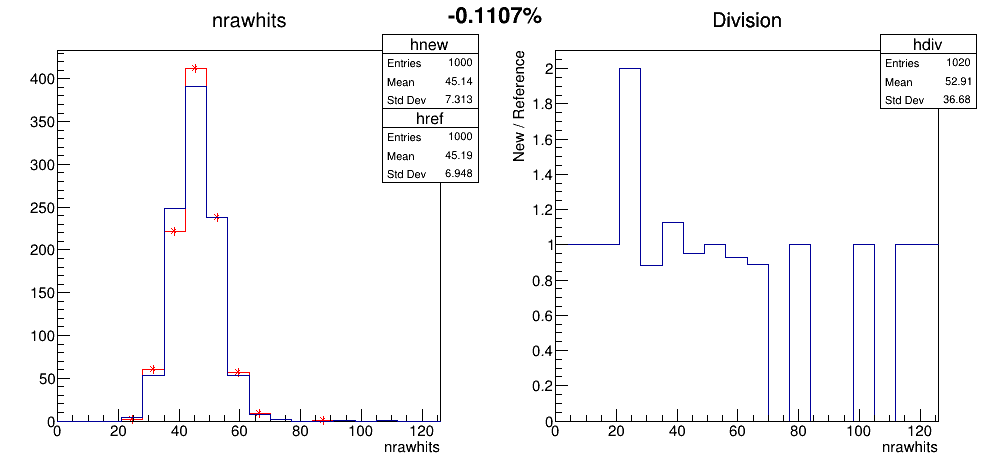 -0.1107%
nrawhits
hnew
Entries 1000
Mean 45.14
Std Dev 7.313
href
Entries 1000
Mean 45.19
Std Dev 6.948
400
350
300
250
200
150
100
50
0
0 20 40 60 80 100 120
nrawhits
Division
hdiv
Entries 1020
Mean 52.91
Std Dev 36.68
New / Reference
2
1.8
1.6
1.4
1.2
1
0.8
0.6
0.4
0.2
0
0 20 40 60 80 100 120
nrawhits